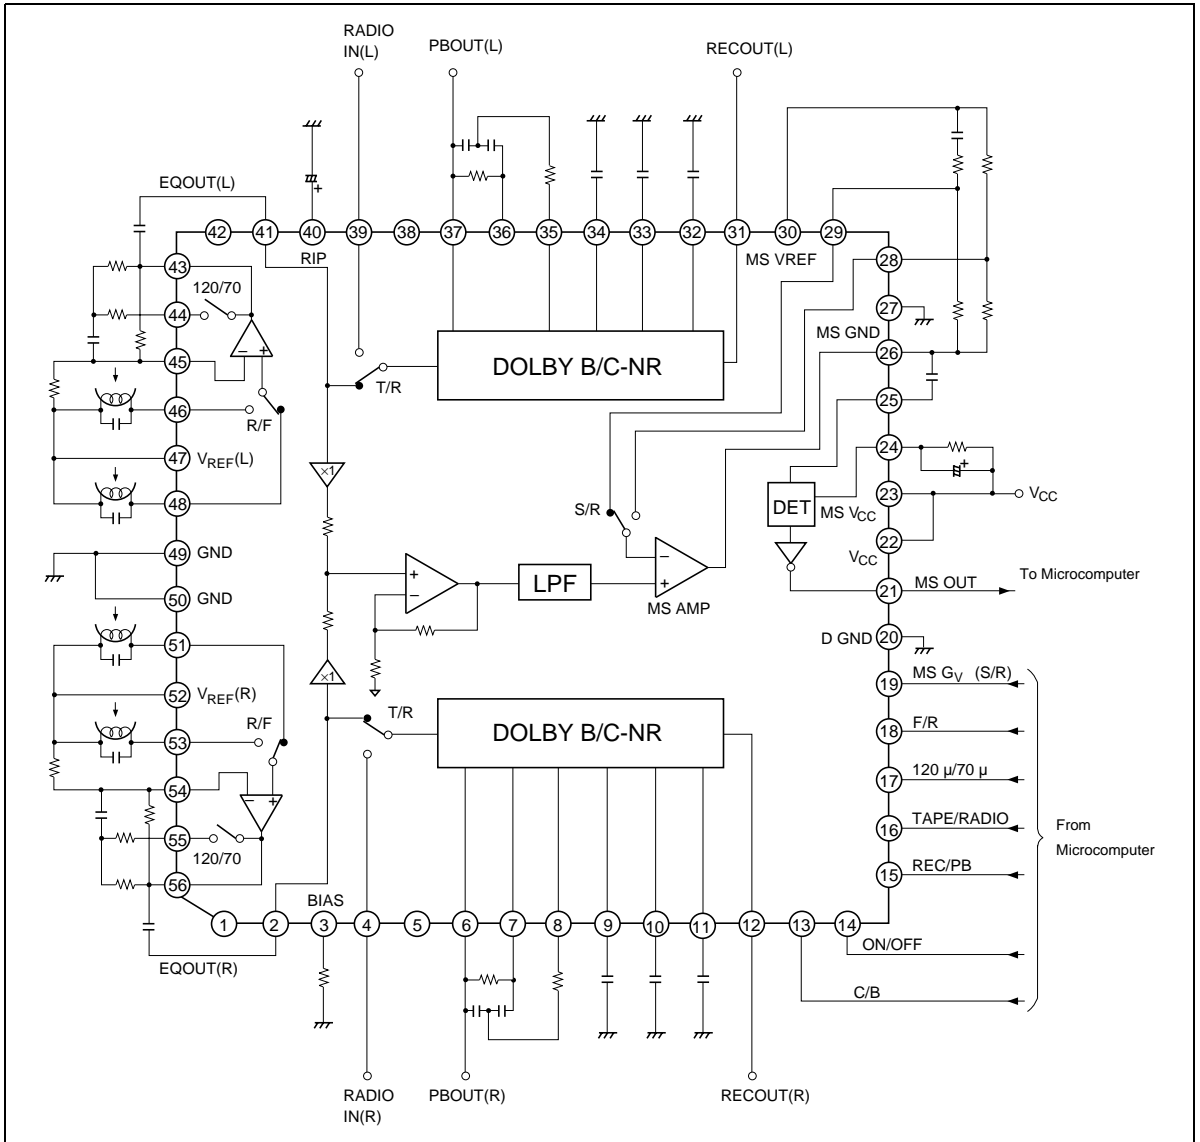 RADIO
IN(L)
PBOUT(L)
RECOUT(L)
EQOUT(L)
42
41
40
39
38
37
36
35
34
33
32
31
30
29
RIP
MS VREF
43
120/70
44
45
46
R/F
47
VREF(L)
48
49
GND
50
GND
51
52
VREF(R)
53
R/F
54
55
120/70
56
28
27
MS GND
26
25
24
23
MS VCC
VCC
22
VCC
21
MS OUT
To Microcomputer
D GND
20
19
MS GV (S/R)
18
F/R
17
120 μ/70 μ
16
TAPE/RADIO
15
REC/PB
ON/OFF
C/B
From
Microcomputer
DOLBY B/C-NR
T/R
×1
S/R
DET
LPF
MS AMP
×1
T/R
DOLBY B/C-NR
+
−
−
+
−
+
−
+
+
+
BIAS
1
2
3
4
5
6
7
8
9
10
11
12
13
14
EQOUT(R)
RADIO
IN(R)
PBOUT(R)
RECOUT(R)